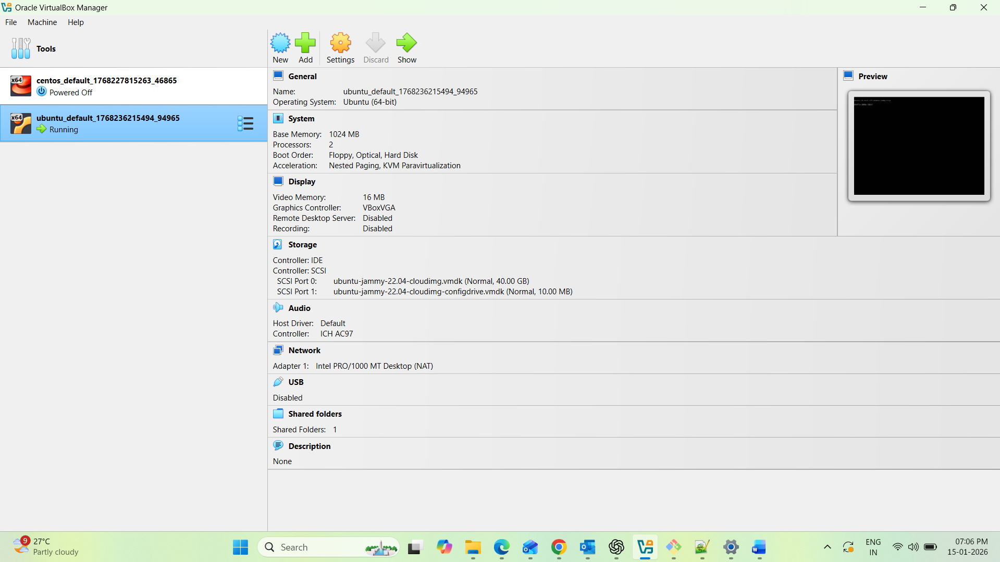 Oracle VirtualBox Manager
File Machine Help
Tools
New Add Settings Discard Show
x64
centos_default_1768227815263_46865
Powered Off
x64
ubuntu_default_1768236215494_94965
Running
General
Name: ubuntu_default_1768236215494_94965
Operating System: Ubuntu (64-bit)
System
Base Memory: 1024 MB
Processors: 2
Boot Order: Floppy, Optical, Hard Disk
Acceleration: Nested Paging, KVM Paravirtualization
Display
Video Memory: 16 MB
Graphics Controller: VBoxVGA
Remote Desktop Server: Disabled
Recording: Disabled
Preview
Storage
Controller: IDE
Controller: SCSI
SCSI Port 0: ubuntu-jammy-22.04-cloudimg.vmdk (Normal, 40.00 GB)
SCSI Port 1: ubuntu-jammy-22.04-cloudimg-configdrive.vmdk (Normal, 10.00 MB)
Audio
Host Driver: Default
Controller: ICH AC97
Network
Adapter 1: Intel PRO/1000 MT Desktop (NAT)
USB
Disabled
Shared folders
Shared Folders: 1
Description
None
9
27°C
Partly cloudy
Search
ENG
IN
07:06 PM
15-01-2026